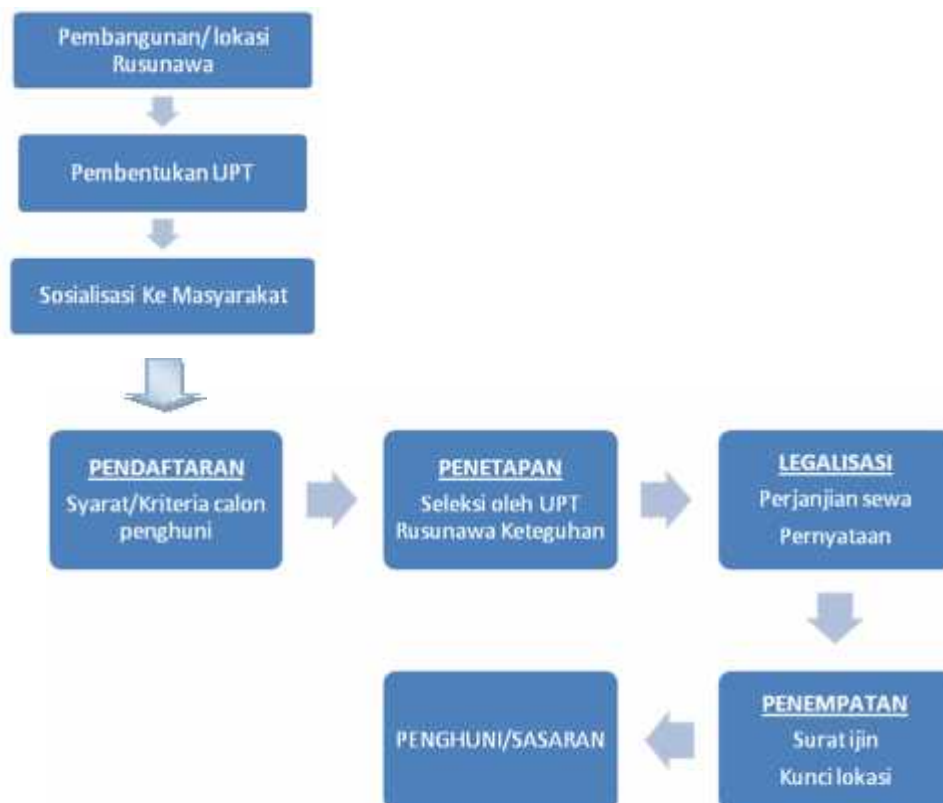 Pembangunan/ lokasi
Rusunawa
Pembentukan UPT
Sosialisasi Ke Masyarakat
PENDAFTARAN
Syarat/Kriteria calon
penghuni
PENETAPAN
Seleksi oleh UPT
Rusunawa Keteguhan
LEGALISASI
Perjanjian sewa
Pernyataan
PENEMPATAN
Surat ijin
Kunci lokasi
PENGHUNI/SASARAN